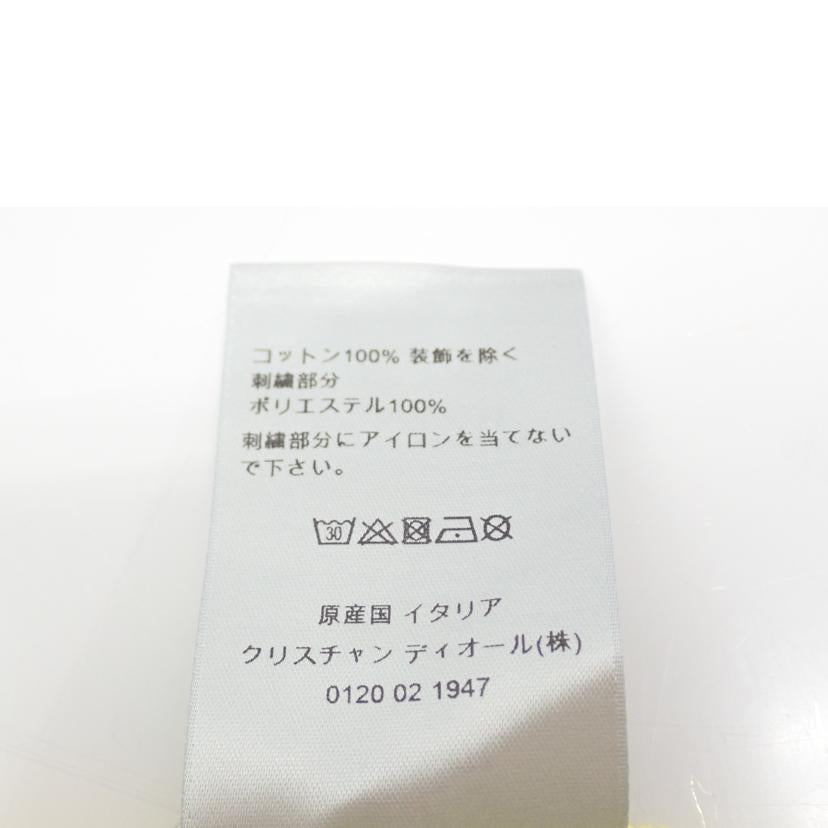 コットン100% 装飾を除く
刺繍部分
ポリエステル100%
刺繍部分にアイロンを当てない
で下さい。
30
原産国 イタリア
クリスチャン ディオール(株)
0120 02 1947